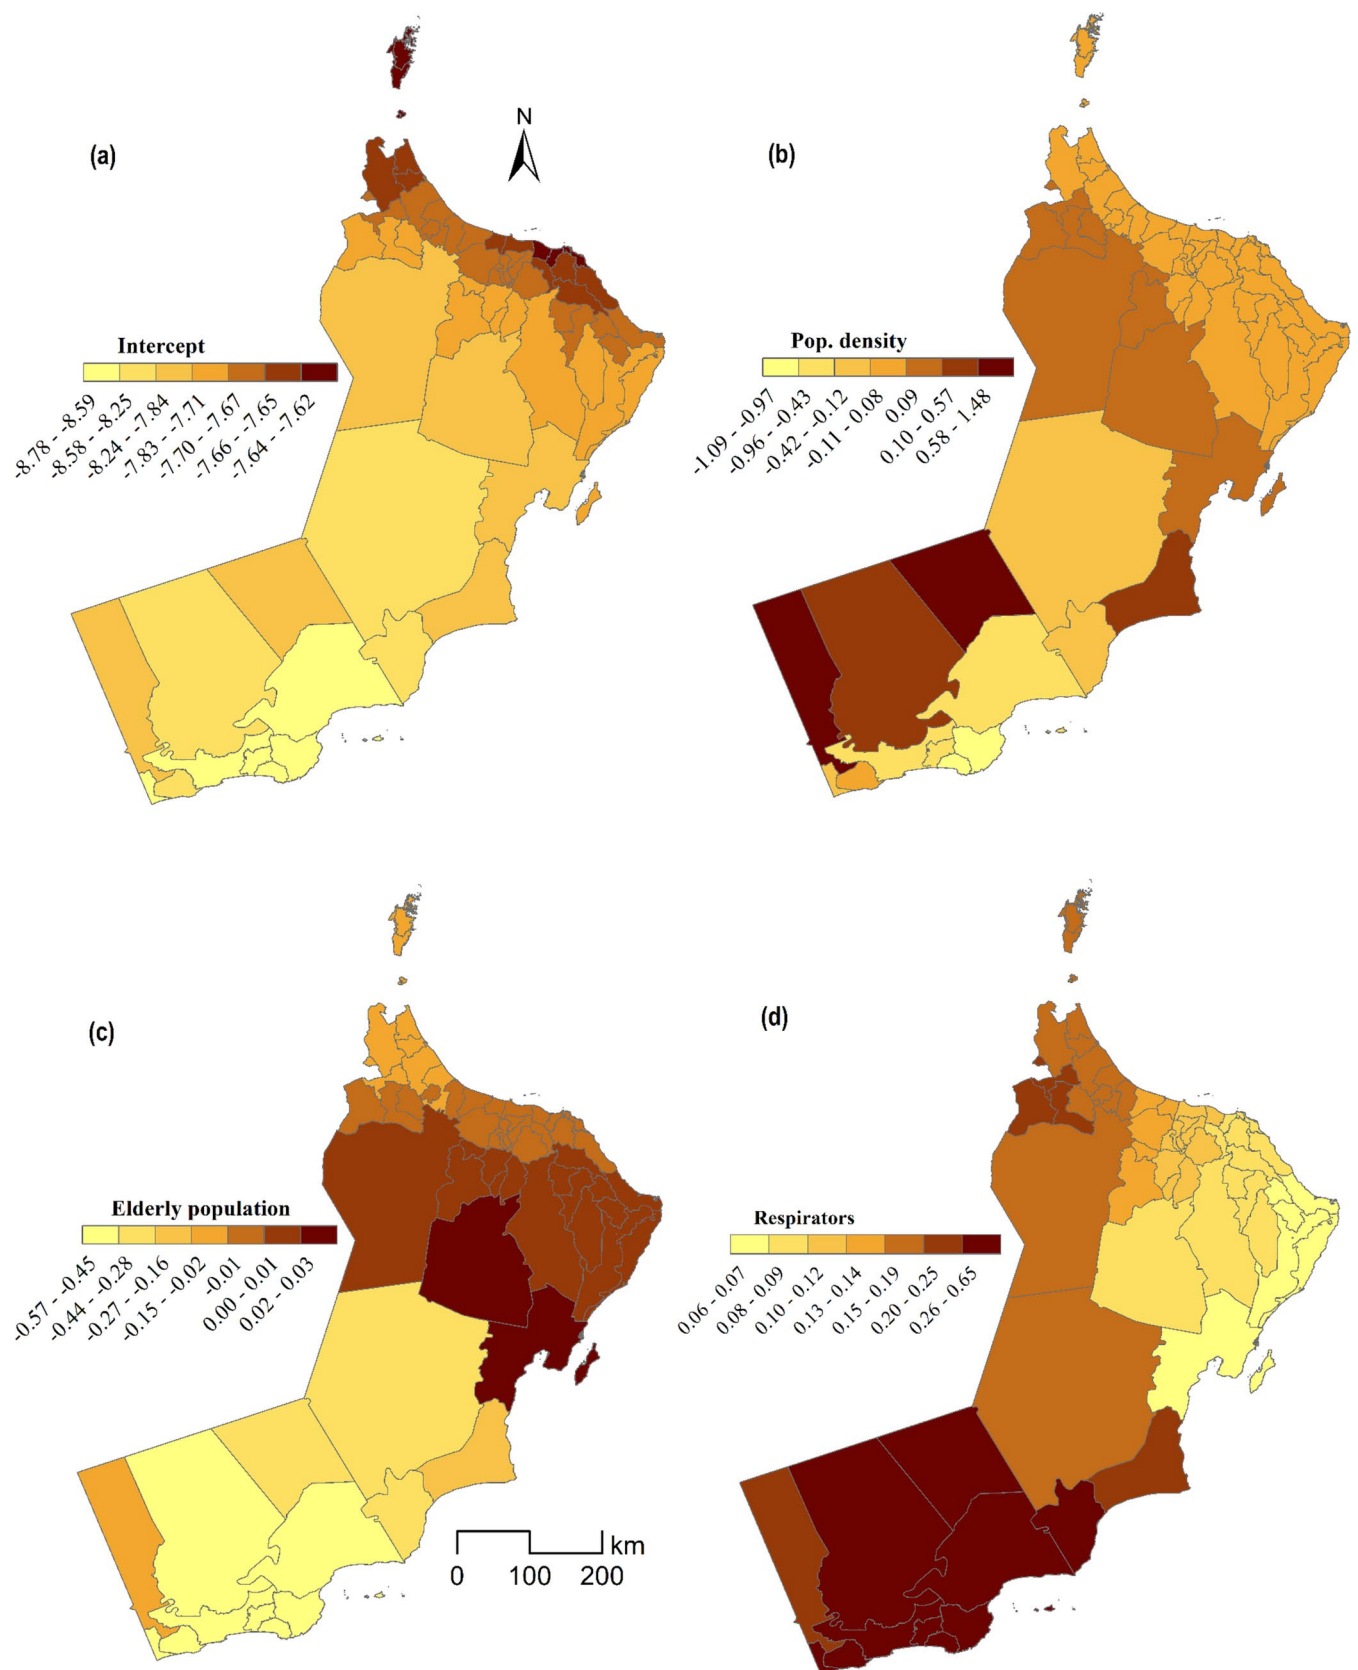 N
(a)
(b)
Intercept
-8.78 - -8.59
-8.58 - -8.25
-8.24 - -7.84
-7.83 - -7.71
-7.70 - -7.67
-7.66 - -7.65
-7.64 - -7.62
Pop. density
-1.09 - -0.97
-0.96 - -0.43
-0.42 - -0.12
-0.11 - 0.08
0.09
0.10 - 0.57
0.58 - 1.48
(c)
(d)
Elderly population
-0.57 - -0.45
-0.44 - -0.28
-0.27 - -0.16
-0.15 - -0.02
-0.01
0.00 - 0.01
0.02 - 0.03
Respirators
0.06 - 0.07
0.08 - 0.09
0.10 - 0.12
0.13 - 0.14
0.15 - 0.19
0.20 - 0.25
0.26 - 0.65
km
0 100 200